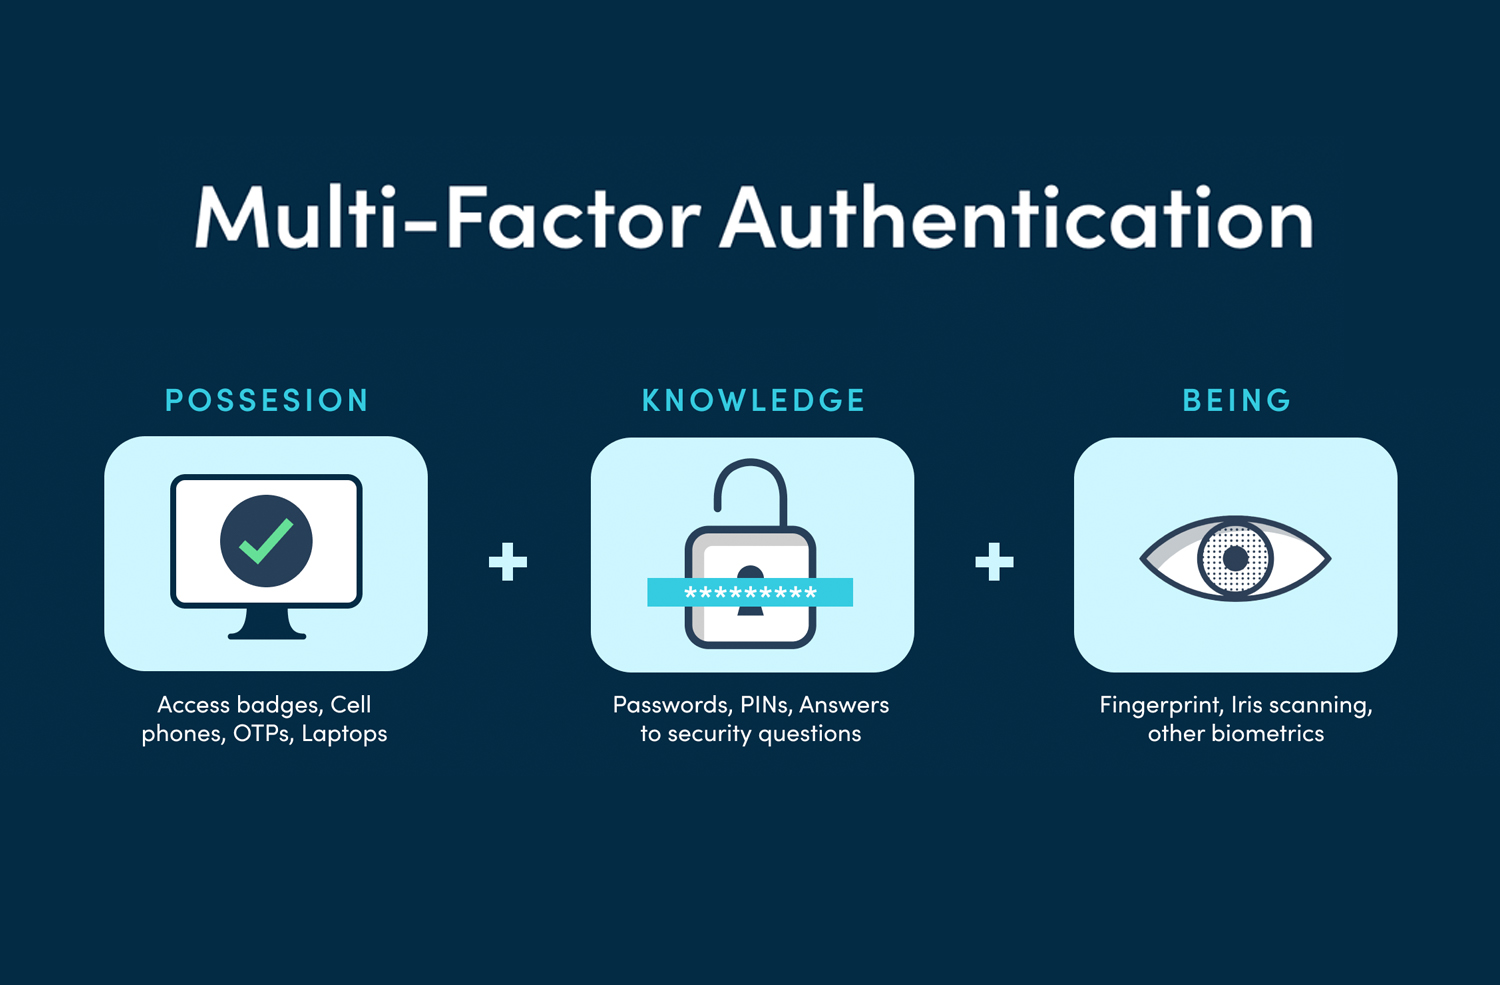 Multi-Factor Authentication
POSSESION
KNOWLEDGE
BEING
*********
Access badges, Cell
phones, OTPs, Laptops
Passwords, PINs, Answers
to security questions
Fingerprint, Iris scanning,
other biometrics